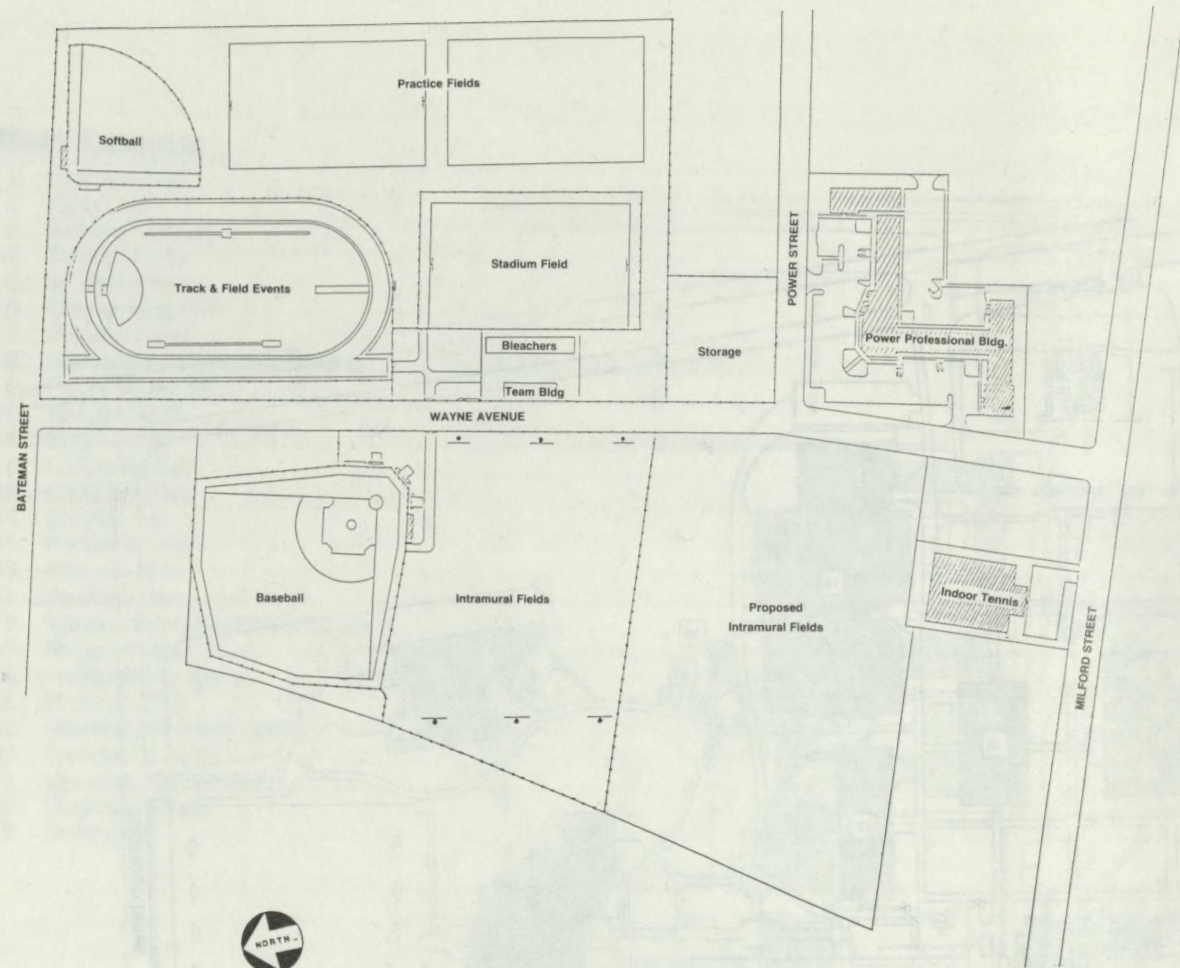 Practice Fields
Softball
Track & Field Events
Stadium Field
POWER STREET
Power Professional Bldg.
Bleachers
Storage
Team Bldg
WAYNE AVENUE
BATEMAN STREET
Baseball
Intramural Fields
Proposed
Intramural Fields
Indoor Tennis
MILFORD STREET
NORTH